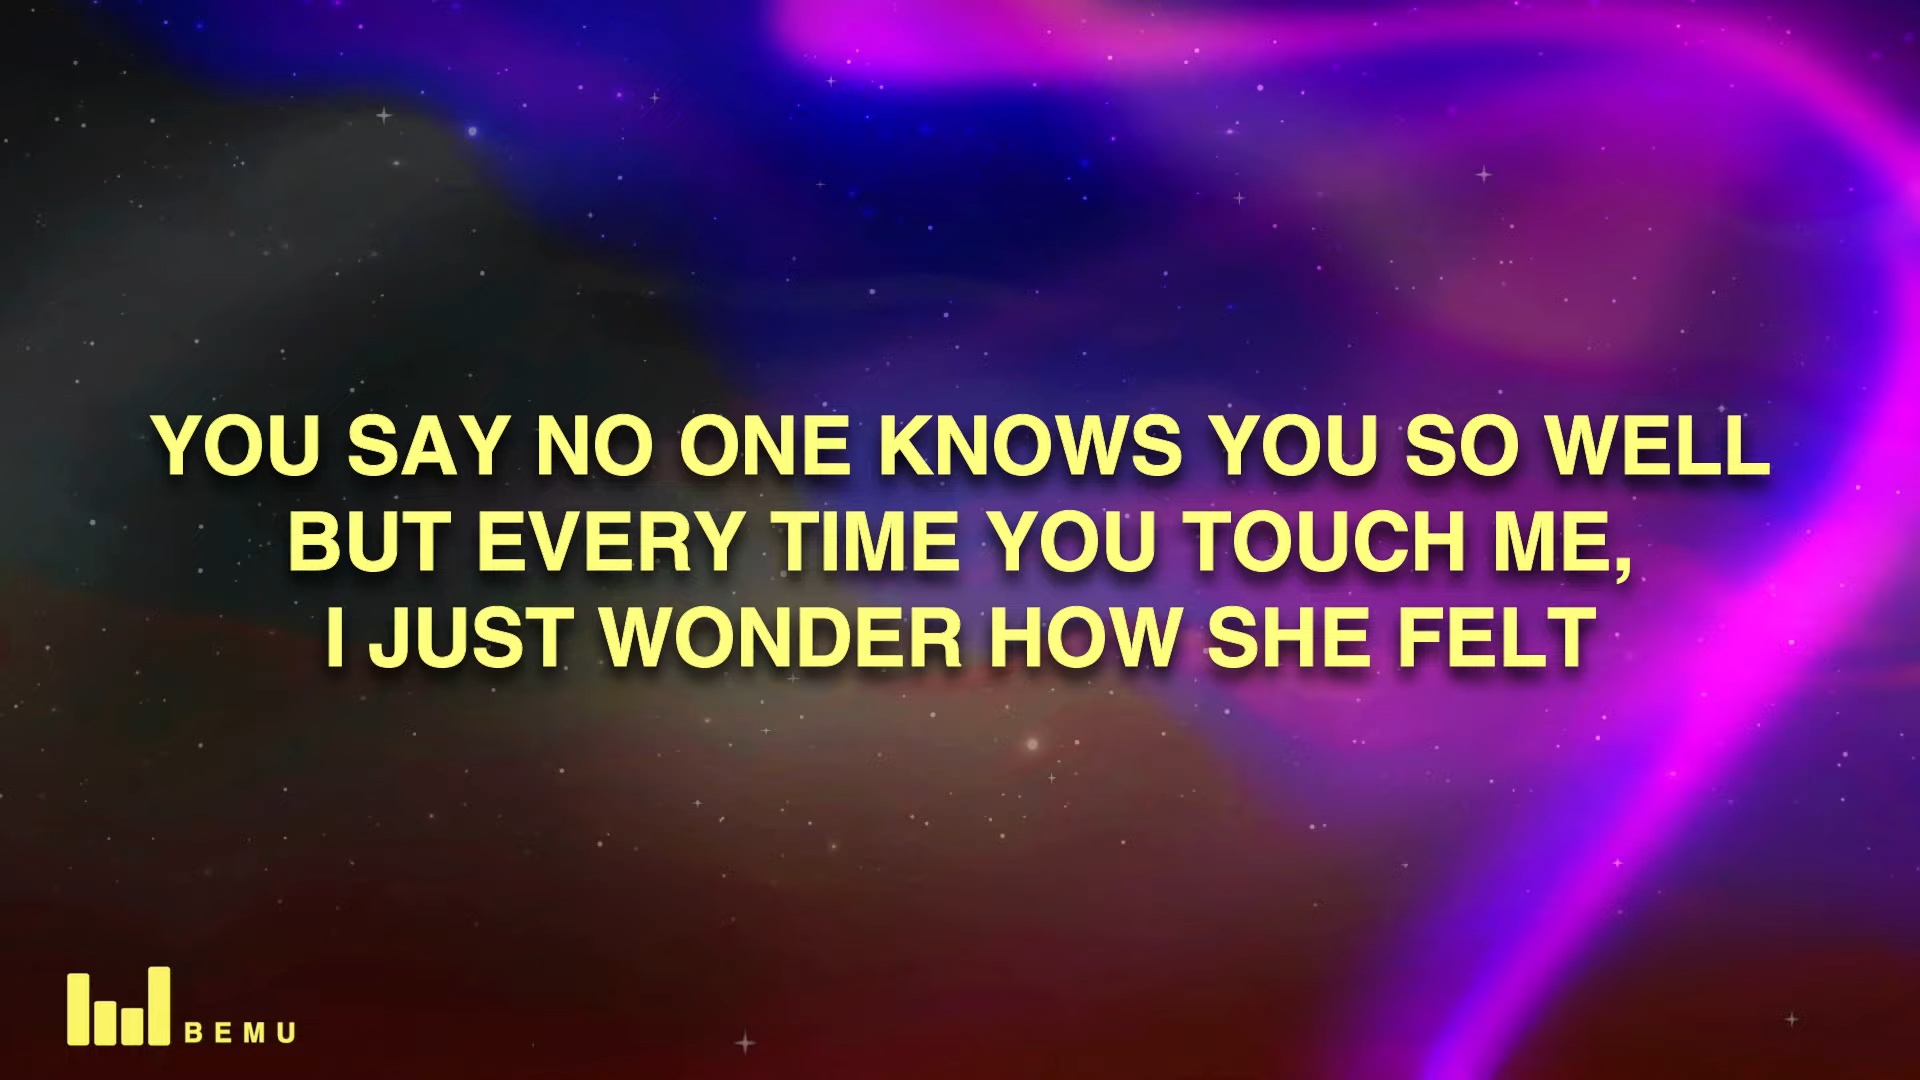 YOU SAY NO ONE KNOWS YOU SO WELL
BUT EVERY TIME YOU TOUCH ME,
I JUST WONDER HOW SHE FELT
BEMU